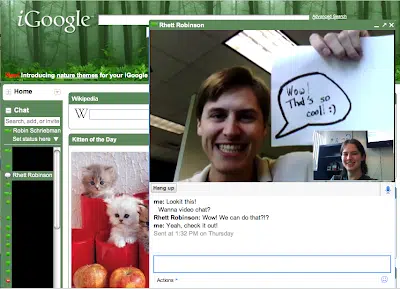 iGoogle
Advanced Search
New! Introducing nature themes for your iGoogle
Home
Chat
Search, add, or invite
Robin Schriebman
Set status here
Rhett Robinson
Wikipedia
W
Kitten of the Day
Rhett Robinson
Wow!
That's so
cool! :)
Hang up
me: Lookit this!
Wanna video chat?
Rhett Robinson: Wow! We can do that?!?
me: Yeah, check it out!
Sent at 1:32 PM on Thursday
Actions